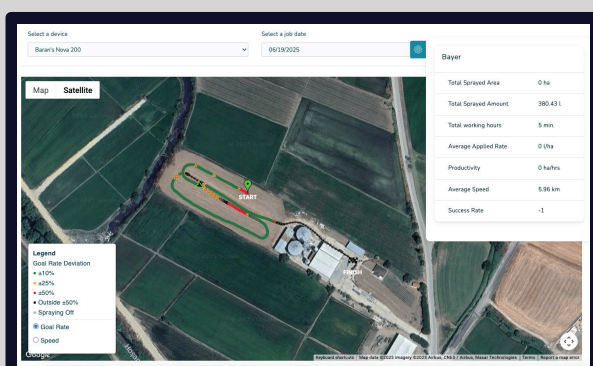 Select a device
Select a job date
Baran's Nova 200
06/19/2025
Bayer
Total Sprayed Area 0 ha
Total Sprayed Amount 380.43 l
Total working hours 5 min.
Average Applied Rate 0 l/ha
Productivity 0 ha/hrs
Average Speed 5.96 km
Success Rate -1
Map Satellite
START
FINISH
Legend
Goal Rate Deviation
±10%
±25%
±50%
Outside ±50%
Spraying Off
Goal Rate
Speed
Google
Keyboard shortcuts Map data ©2025 Imagery ©2025 Airbus, CNES / Airbus, Maxar Technologies Terms Report a map error